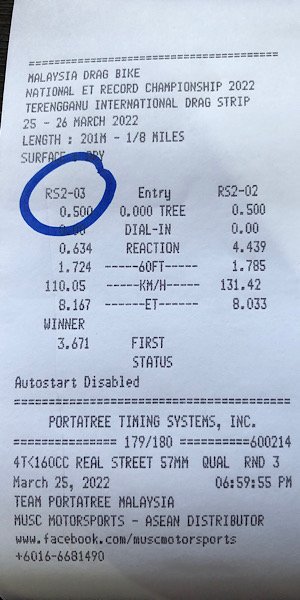 ================================
MALAYSIA DRAG BIKE
NATIONAL ET RECORD CHAMPIONSHIP 2022
TERENGGANU INTERNATIONAL DRAG STRIP
25 - 26 MARCH 2022
LENGTH : 201M - 1/8 MILES
SURFACE : DRY
RS2-03 Entry RS2-02
0.500 0.000 TREE 0.500
0.00 DIAL-IN 0.00
0.634 REACTION 4.439
1.724 -----60FT----- 1.785
110.05 -----KM/H----- 131.42
8.167 ------ET------ 8.033
WINNER
3.671 FIRST
STATUS
Autostart Disabled
========================================
PORTATREE TIMING SYSTEMS, INC.
============== 179/180 ==========600214
4T<160CC REAL STREET 57MM QUAL RND 3
March 25, 2022 06:59:55 PM
TEAM PORTATREE MALAYSIA
MUSC MOTORSPORTS - ASEAN DISTRIBUTOR
www.facebook.com/muscmotorsports
+6016-6681490